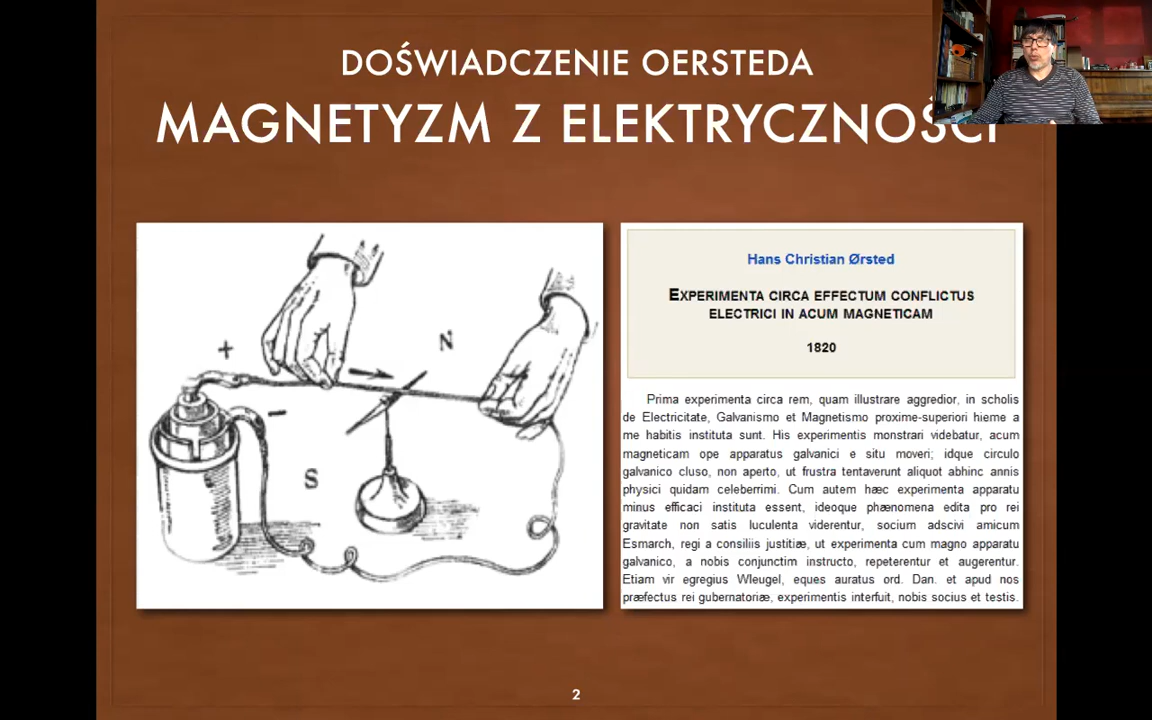 DOŚWIADCZENIE OERSTEDA
MAGNETYZM Z ELEKTRYCZNOŚCI
+
N
−
S
Hans Christian Ørsted
EXPERIMENTA CIRCA EFFECTUM CONFLICTUS
ELECTRICI IN ACUM MAGNETICAM
1820
Prima experimenta circa rem, quam illustrare aggredior, in scholis
de Electricitate, Galvanismo et Magnetismo proxime-superiori hieme a
me habitis instituta sunt. His experimentis monstrari videbatur, acum
magneticam ope apparatus galvanici e situ moveri; idque circulo
galvanico cluso, non aperto, ut frustra tentaverunt aliquot abhinc annis
physici quidam celeberrimi. Cum autem hæc experimenta apparatu
minus efficaci instituta essent, ideoque phænomena edita pro rei
gravitate non satis luculenta viderentur, socium adscivi amicum
Esmarch, regi a consiliis justitiæ, ut experimenta cum magno apparatu
galvanico, a nobis conjunctim instructo, repeterentur et augerentur.
Etiam vir egregius Wleugel, eques auratus ord. Dan. et apud nos
præfectus rei gubernatoriæ, experimentis interfuit, nobis socius et testis.
2